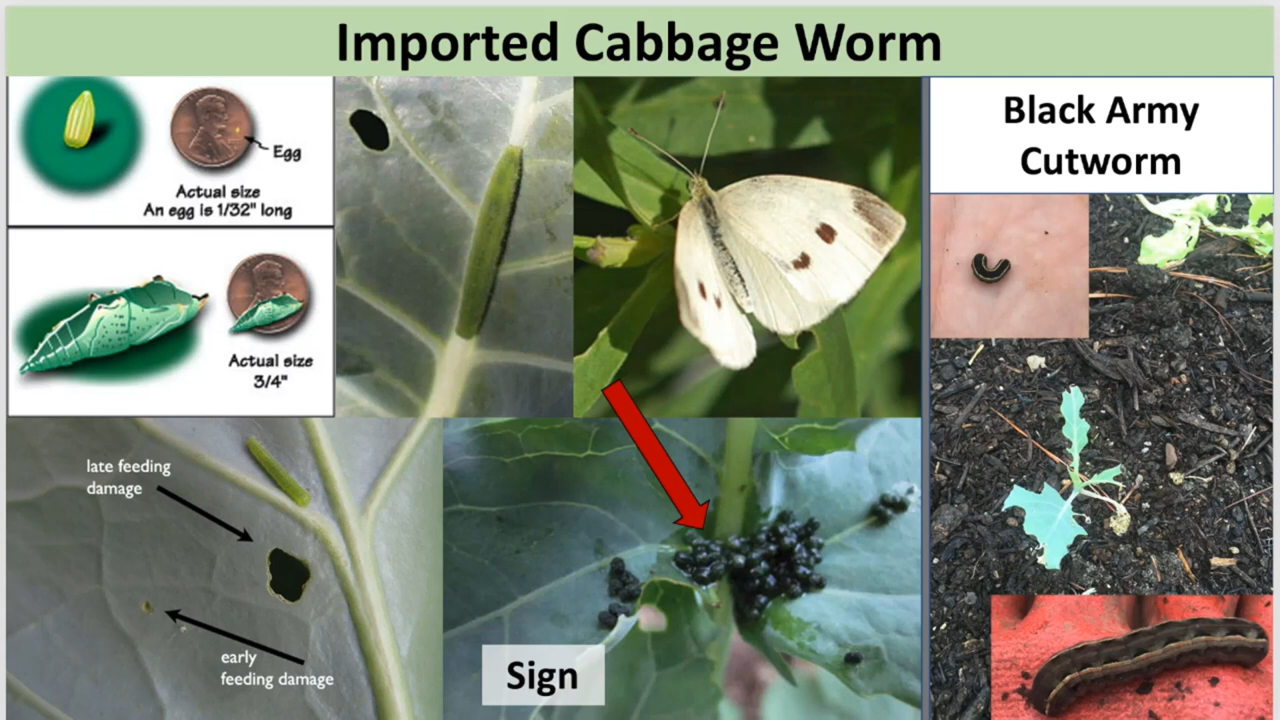 Imported Cabbage Worm
Egg
Actual size
An egg is 1/32" long
Actual size
3/4"
late feeding
damage
early
feeding damage
Sign
Black Army
Cutworm